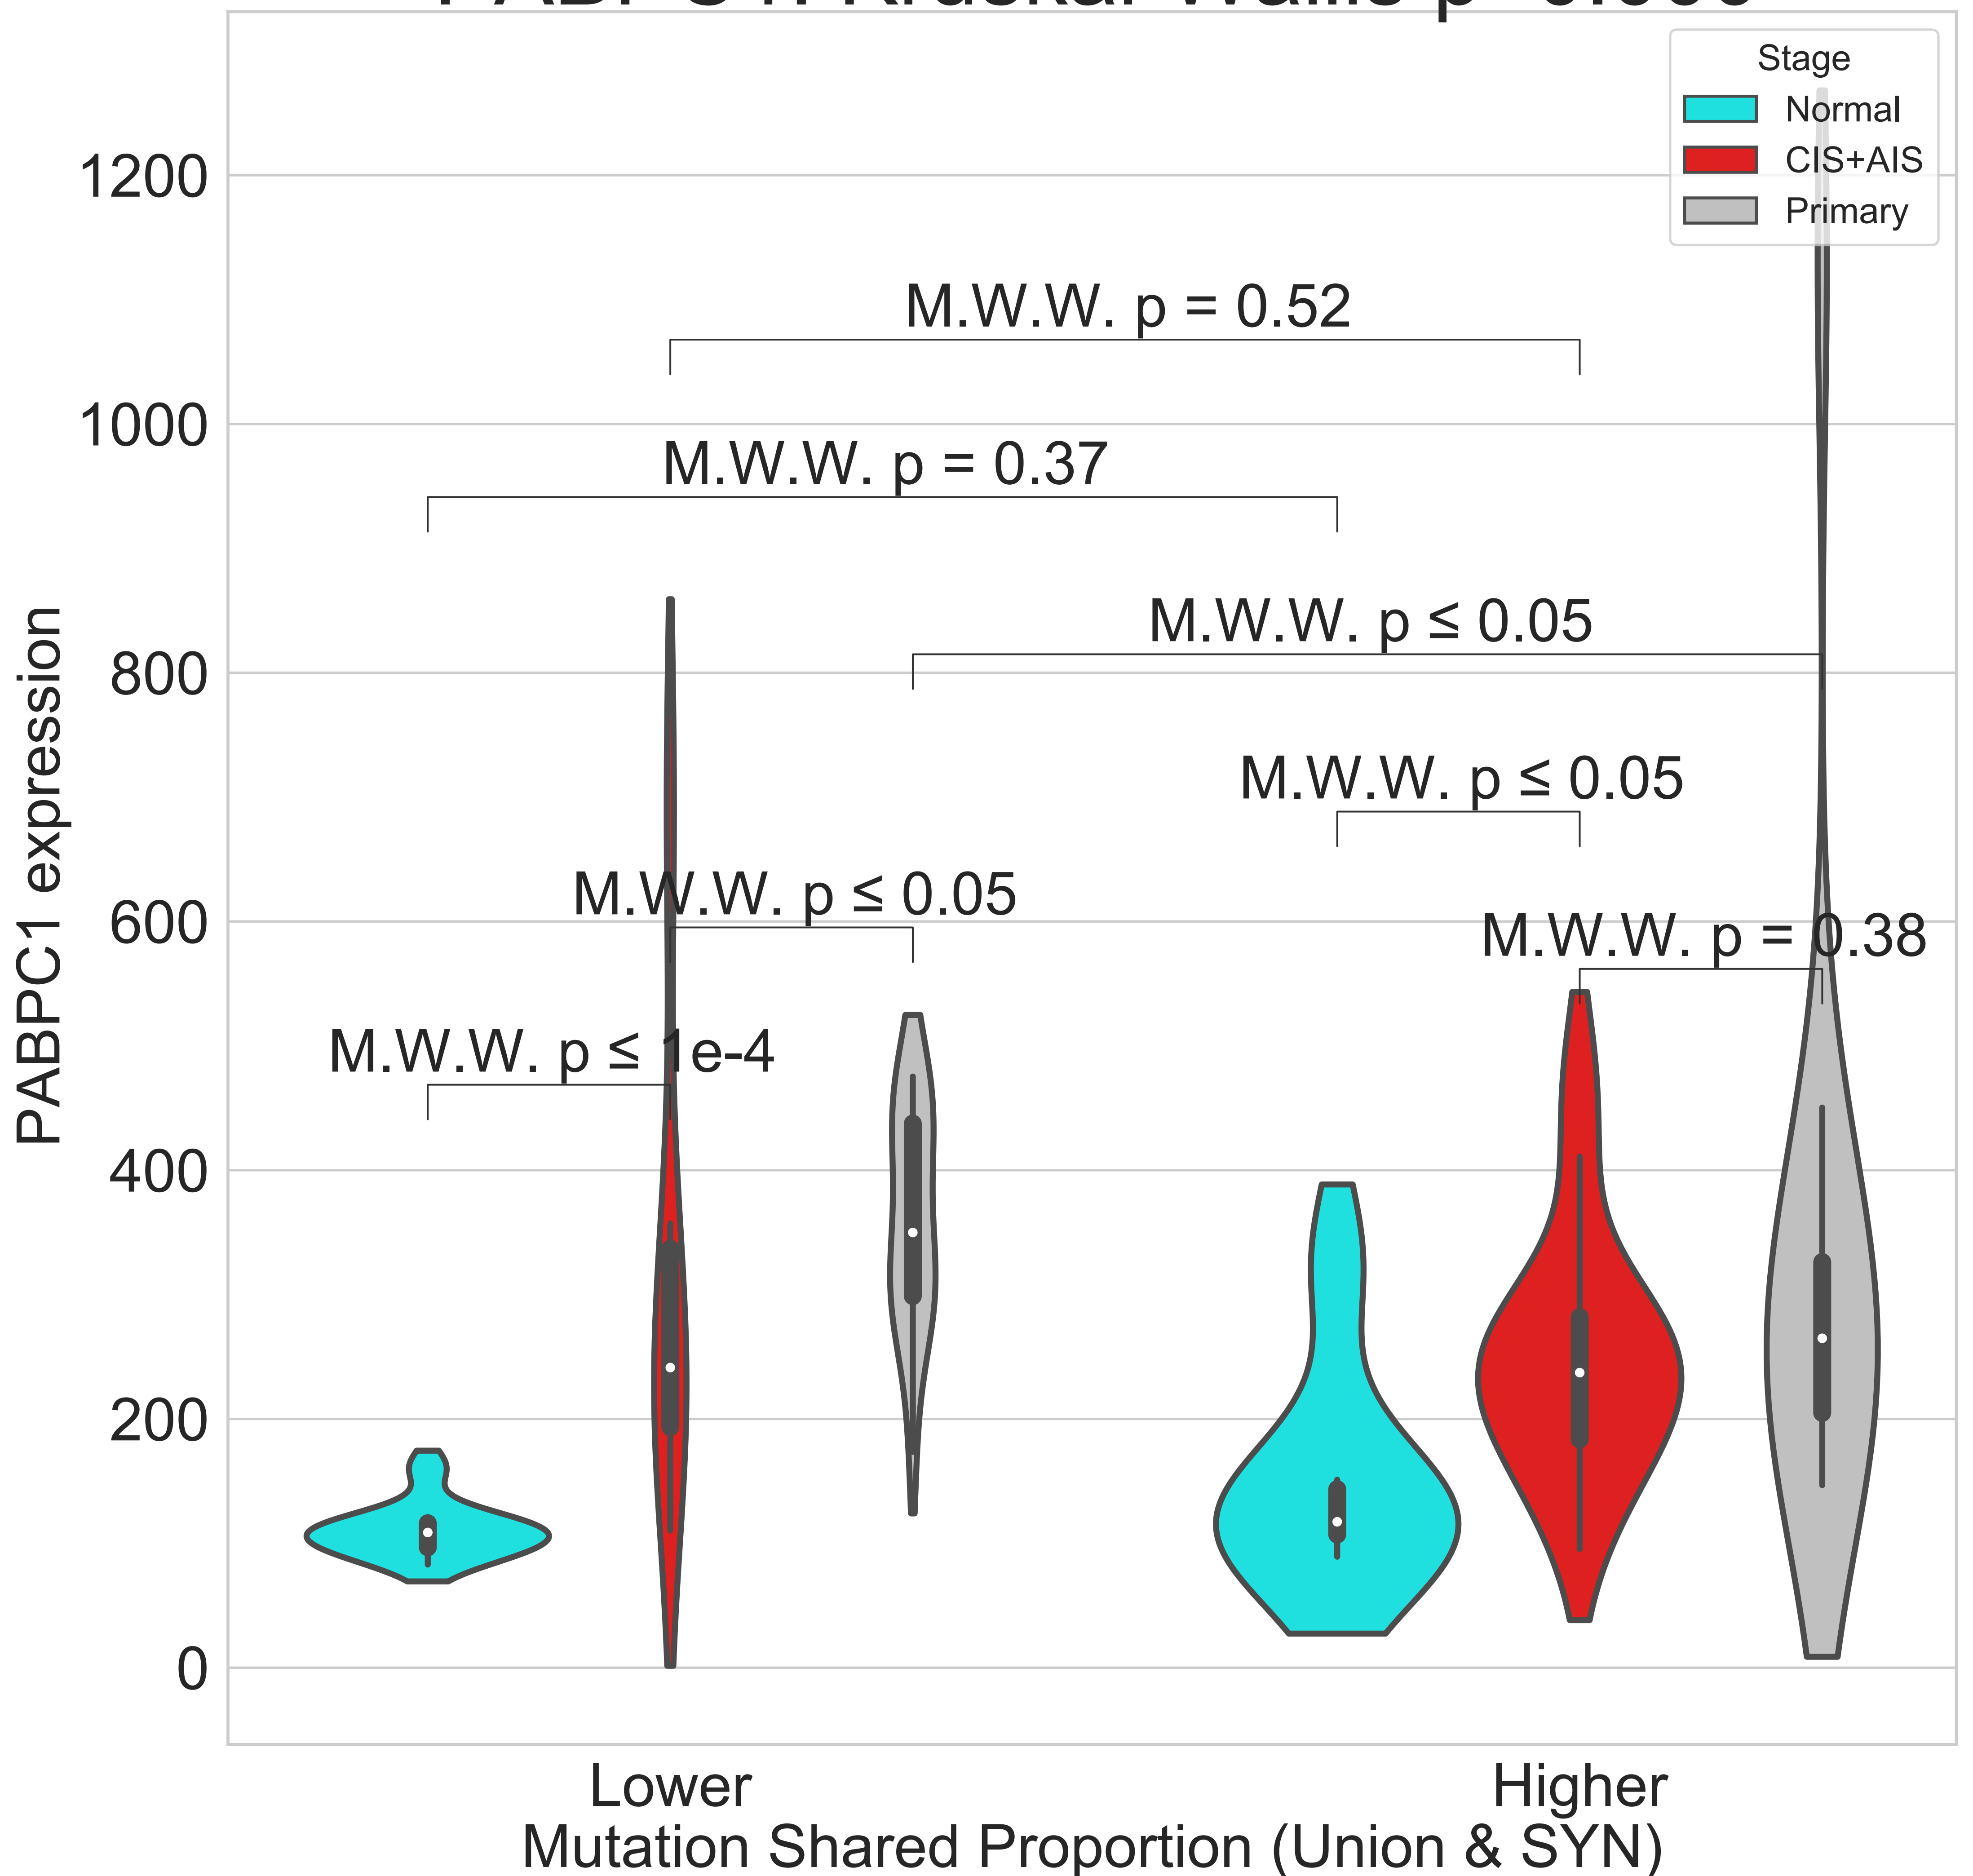 Stage
Normal
CIS+AIS
Primary
1200
1000
800
600
400
200
0
PABPC1 expression
M.W.W. p = 0.52
M.W.W. p = 0.37
M.W.W. p ≤ 0.05
M.W.W. p ≤ 0.05
M.W.W. p ≤ 0.05
M.W.W. p = 0.38
M.W.W. p ≤ 1e-4
Lower
Higher
Mutation Shared Proportion (Union & SYN)